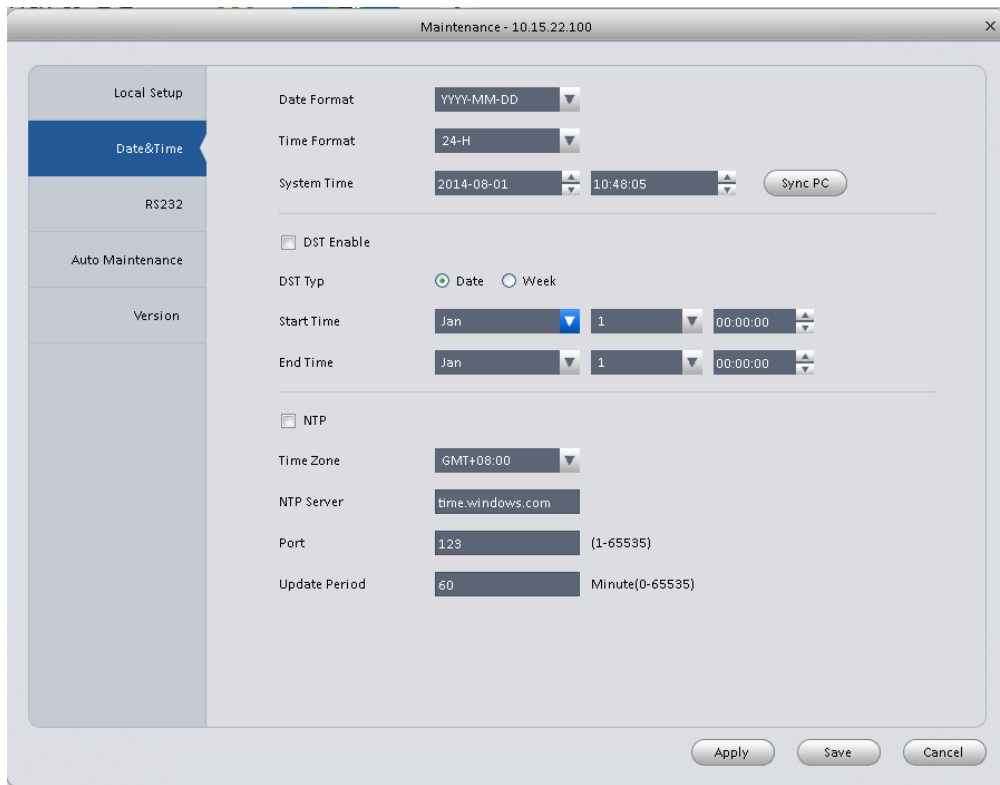 Maintenance - 10.15.22.100
Local Setup
Date&Time
RS232
Auto Maintenance
Version
Date Format YYYY-MM-DD
Time Format 24-H
System Time 2014-08-01 10:48:05 Sync PC
DST Enable
DST Typ Date Week
Start Time Jan 1 00:00:00
End Time Jan 1 00:00:00
NTP
Time Zone GMT+08:00
NTP Server time.windows.com
Port 123 (1-65535)
Update Period 60 Minute(0-65535)
Apply Save Cancel